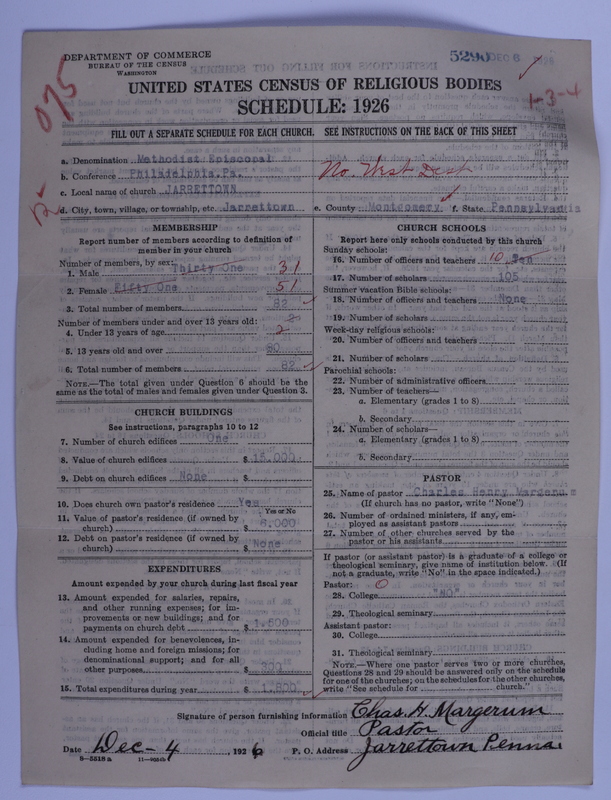 DEPARTMENT OF COMMERCE
BUREAU OF THE CENSUS
WASHINGTON
5290 DEC 6 1926
075
UNITED STATES CENSUS OF RELIGIOUS BODIES
SCHEDULE: 1926
1-3-4
FILL OUT A SEPARATE SCHEDULE FOR EACH CHURCH. SEE INSTRUCTIONS ON THE BACK OF THIS SHEET
a. Denomination Methodist Episcopal
b. Conference Philadelphia, Pa.
No. West Dist
c. Local name of church JARRETTOWN
d. City, town, village, or township, etc. Jarrettown e. County Montgomery f. State Pennsylvania
MEMBERSHIP
Report number of members according to definition of
member in your church
Number of members, by sex:
1. Male Thirty One 31
2. Female Fifty One 51
3. Total number of members 82
Number of members under and over 13 years old:
4. Under 13 years of age 2
5. 13 years old and over 80
6. Total number of members 82
NOTE.—The total given under Question 6 should be the
same as the total of males and females given under Question 3.
CHURCH BUILDINGS
See instructions, paragraphs 10 to 12
7. Number of church edifices One
8. Value of church edifices $ 15.000
9. Debt on church edifices None $
10. Does church own pastor's residence Yes
Yes or No
11. Value of pastor's residence (if owned by
church) $ 8.000
12. Debt on pastor's residence (if owned by
church) $ None
EXPENDITURES
Amount expended by your church during last fiscal year
13. Amount expended for salaries, repairs,
and other running expenses; for im-
provements or new buildings; and for
payments on church debt $ 1.500
14. Amount expended for benevolences, in-
cluding home and foreign missions; for
denominational support; and for all
other purposes $ 300
15. Total expenditures during year $ 1.800
CHURCH SCHOOLS
Report here only schools conducted by this church
Sunday schools:
16. Number of officers and teachers 10 Ten
17. Number of scholars 105
Summer vacation Bible schools:
18. Number of officers and teachers None
19. Number of scholars
Week-day religious schools:
20. Number of officers and teachers
21. Number of scholars
Parochial schools:
22. Number of administrative officers
23. Number of teachers—
a. Elementary (grades 1 to 8)
b. Secondary
24. Number of scholars—
a. Elementary (grades 1 to 8)
b. Secondary
PASTOR
25. Name of pastor Charles Henry Margerum
(If church has no pastor, write "None")
26. Number of ordained ministers, if any, em-
ployed as assistant pastors
27. Number of other churches served by the
pastor or his assistants
If pastor (or assistant pastor) is a graduate of a college or
theological seminary, give name of institution below. (If
not a graduate, write "No" in the space indicated.)
Pastor: 0
28. College "NO"
29. Theological seminary
Assistant pastor:
30. College
31. Theological seminary
NOTE.—Where one pastor serves two or more churches,
Questions 28 and 29 should be answered only on the schedule
for one of the churches; on the schedules for the other churches,
write "See schedule for church."
Signature of person furnishing information Chas. H. Margerum
Official title Pastor
Date Dec-4, 1926 P. O. Address Jarrettown Penna.
8-5518a 11-9034b